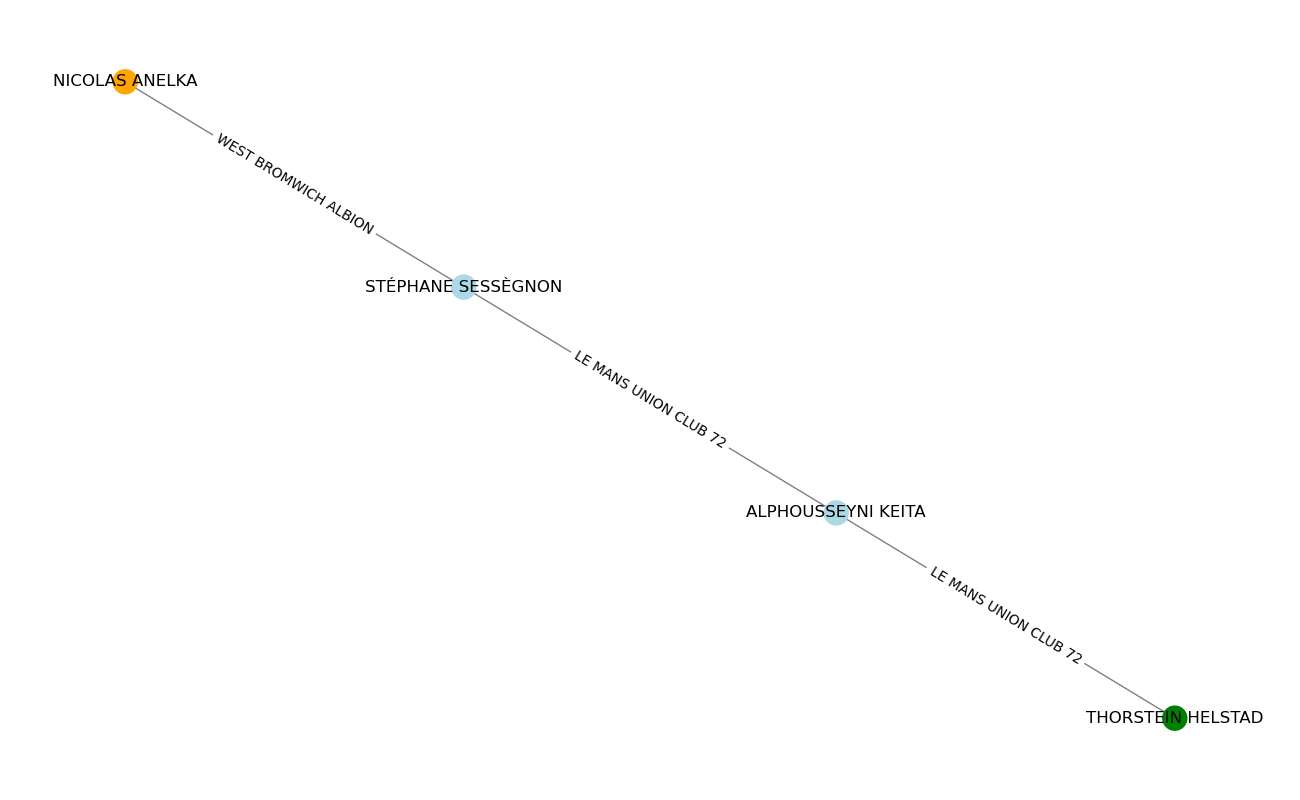 NICOLAS ANELKA
WEST BROMWICH ALBION
STÉPHANE SESSÈGNON
LE MANS UNION CLUB 72
ALPHOUSSEYNI KEITA
LE MANS UNION CLUB 72
THORSTEIN HELSTAD